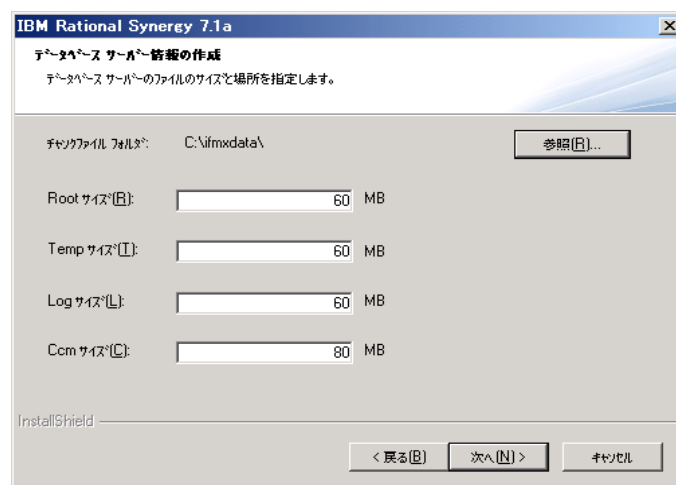 IBM Rational Synergy 7.1a
データベース サーバー情報の作成
データベース サーバーのファイルのサイズと場所を指定します。
チャンクファイル フォルダ: C:\ifmxdata\ 参照(R)...
Root サイズ(R): 60 MB
Temp サイズ(T): 60 MB
Log サイズ(L): 60 MB
Ccm サイズ(C): 80 MB
InstallShield
< 戻る(B) 次へ(N) > キャンセル